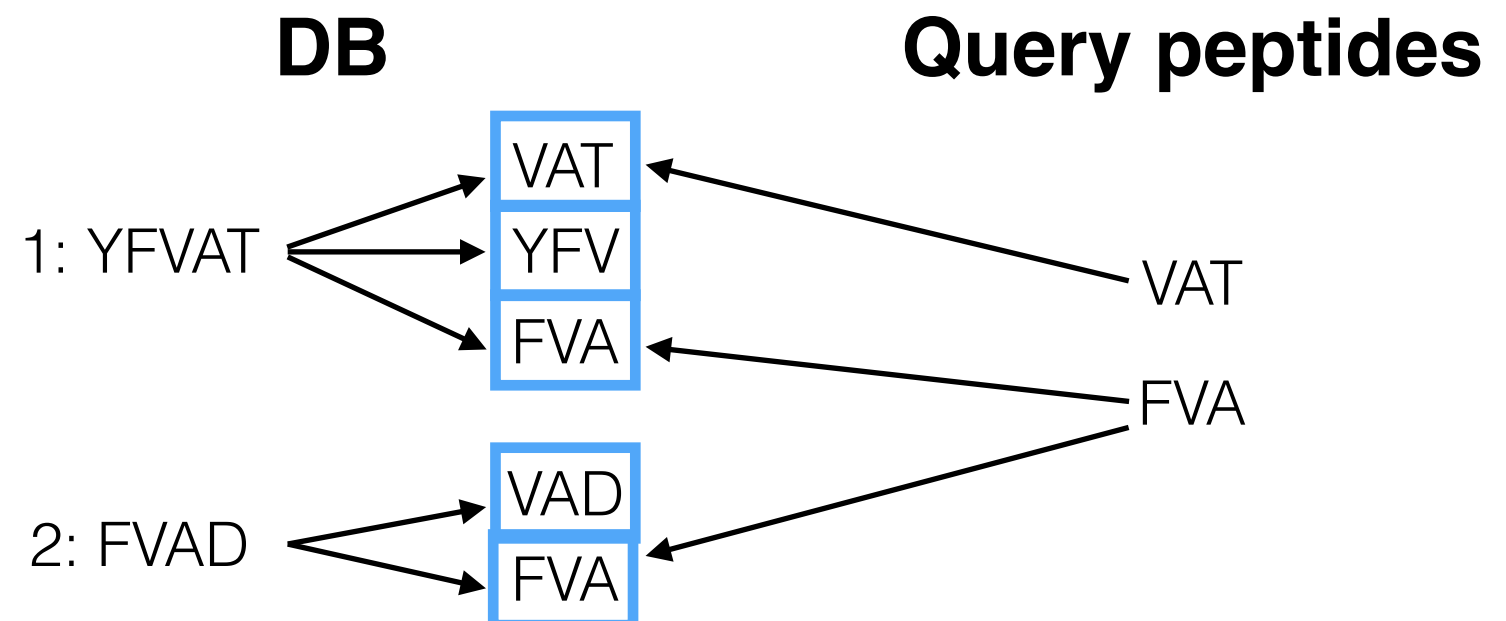 DB
Query peptides
VAT
1: YFVAT
YFV
VAT
FVA
FVA
VAD
2: FVAD
FVA